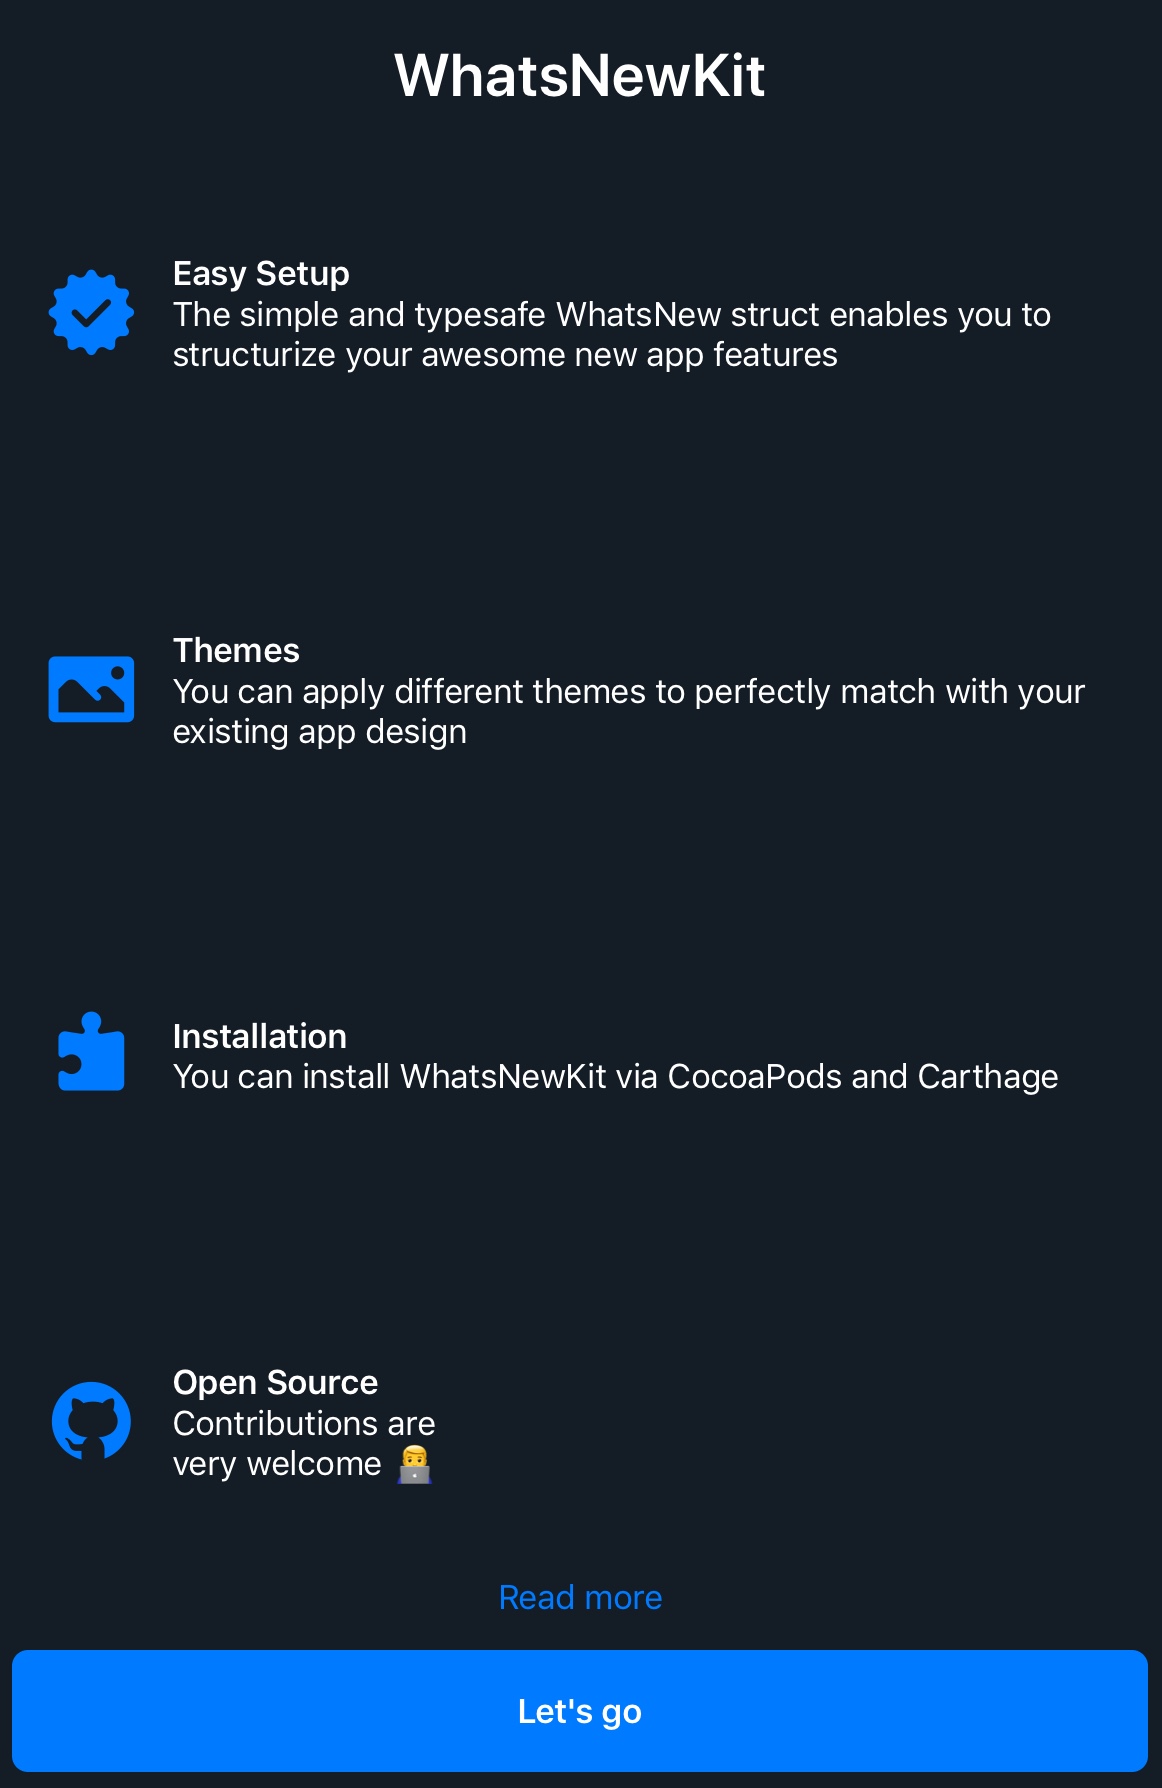 WhatsNewKit
Easy Setup
The simple and typesafe WhatsNew struct enables you to
structurize your awesome new app features
Themes
You can apply different themes to perfectly match with your
existing app design
Installation
You can install WhatsNewKit via CocoaPods and Carthage
Open Source
Contributions are
very welcome 👨‍💻
Read more
Let's go